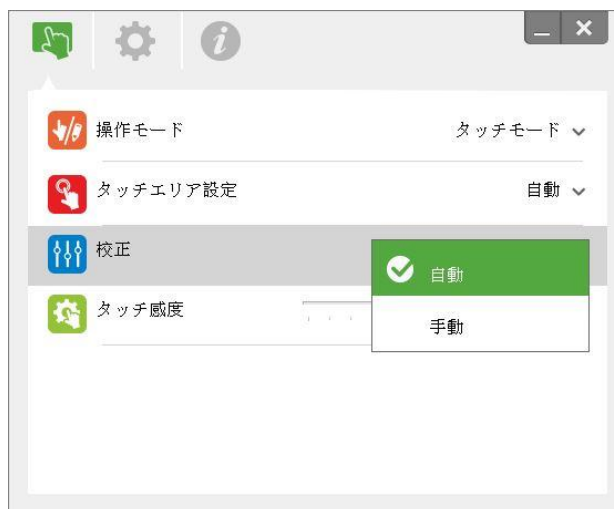 操作モード タッチモード
タッチエリア設定 自動
校正
自動
タッチ感度
手動